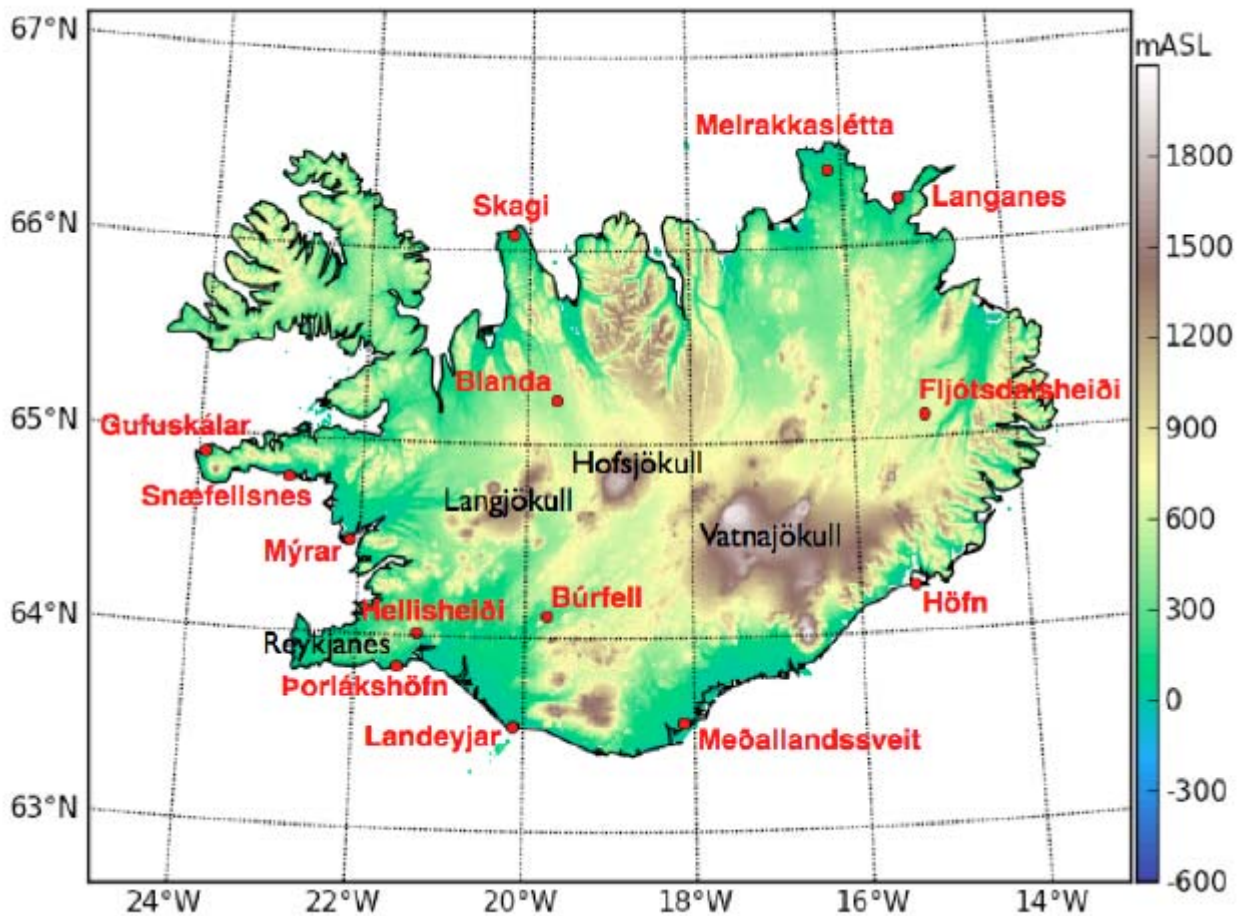 67°N
mASL
Melrakkaslétta
1800
Skagi
Langanes
66°N
1500
1200
Blanda
Fljótsdalsheiði
65°N
Gufuskálar
900
Hofsjökull
Snæfellsnes
Langjökull
Vatnajökull
600
Mýrar
Búrfell
Höfn
64°N
Hellisheiði
300
Reykjanes
Þorlákshöfn
0
Landeyjar
Meðallandssveit
63°N
-300
-600
24°W 22°W 20°W 18°W 16°W 14°W